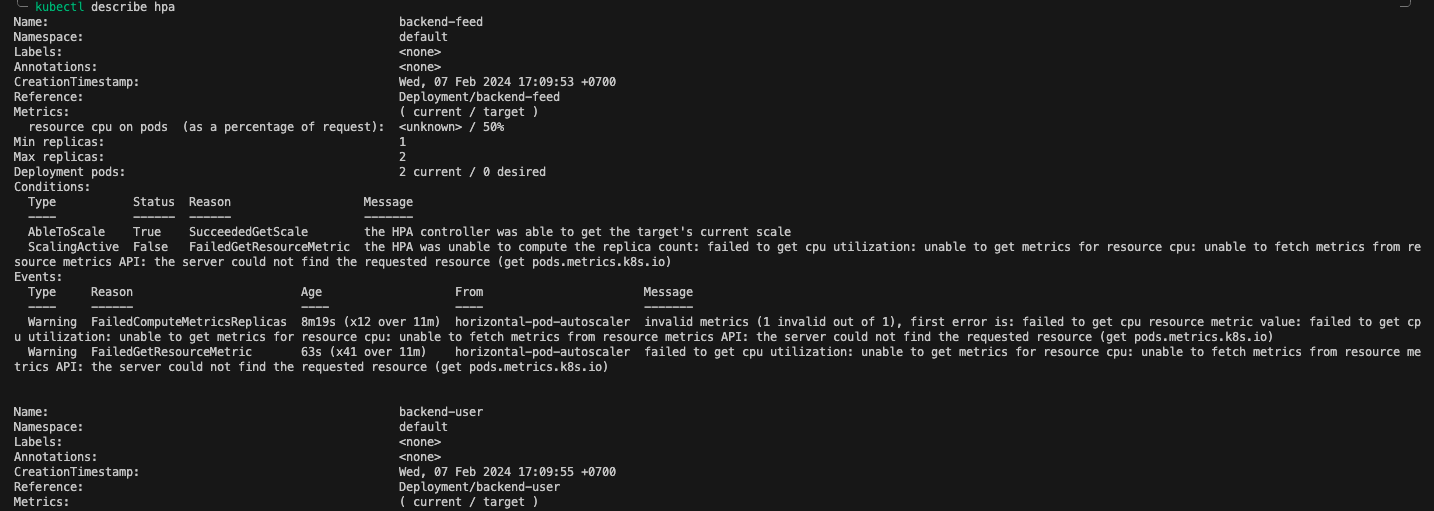 kubectl describe hpa
Name:                                                  backend-feed
Namespace:                                             default
Labels:                                                <none>
Annotations:                                           <none>
CreationTimestamp:                                     Wed, 07 Feb 2024 17:09:53 +0700
Reference:                                             Deployment/backend-feed
Metrics:                                               ( current / target )
  resource cpu on pods  (as a percentage of request):  <unknown> / 50%
Min replicas:                                          1
Max replicas:                                          2
Deployment pods:                                       2 current / 0 desired
Conditions:
  Type           Status  Reason                   Message
  ----           ------  ------                   -------
  AbleToScale    True    SucceededGetScale        the HPA controller was able to get the target's current scale
  ScalingActive  False   FailedGetResourceMetric  the HPA was unable to compute the replica count: failed to get cpu utilization: unable to get metrics for resource cpu: unable to fetch metrics from re
source metrics API: the server could not find the requested resource (get pods.metrics.k8s.io)
Events:
  Type     Reason                        Age                   From                       Message
  ----     ------                        ----                  ----                       -------
  Warning  FailedComputeMetricsReplicas  8m19s (x12 over 11m)  horizontal-pod-autoscaler  invalid metrics (1 invalid out of 1), first error is: failed to get cpu resource metric value: failed to get cp
u utilization: unable to get metrics for resource cpu: unable to fetch metrics from resource metrics API: the server could not find the requested resource (get pods.metrics.k8s.io)
  Warning  FailedGetResourceMetric       63s (x41 over 11m)    horizontal-pod-autoscaler  failed to get cpu utilization: unable to get metrics for resource cpu: unable to fetch metrics from resource me
trics API: the server could not find the requested resource (get pods.metrics.k8s.io)
Name:                                                  backend-user
Namespace:                                             default
Labels:                                                <none>
Annotations:                                           <none>
CreationTimestamp:                                     Wed, 07 Feb 2024 17:09:55 +0700
Reference:                                             Deployment/backend-user
Metrics:                                               ( current / target )